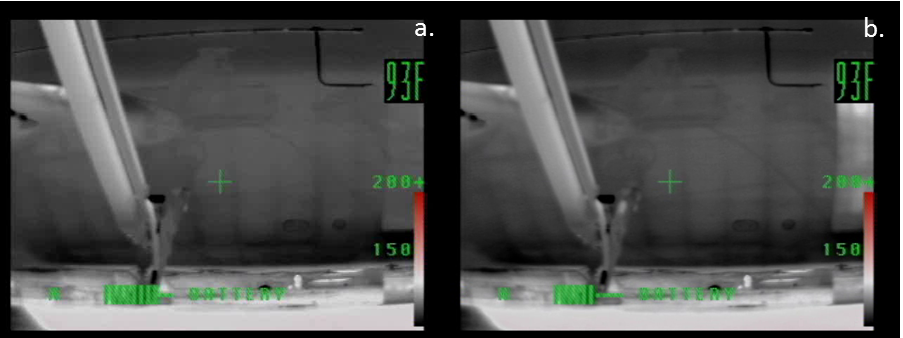 a.
93F
200+
150
BATTERY
b.
93F
200+
150
BATTERY